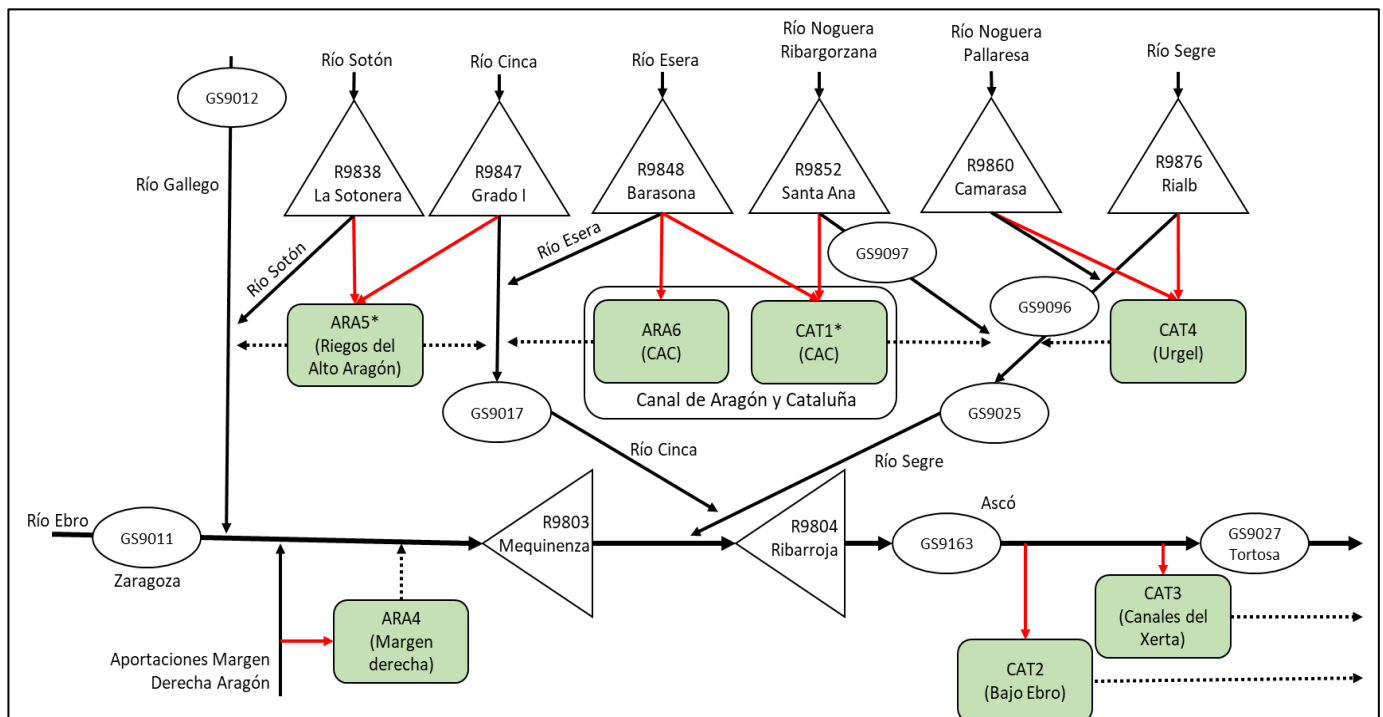 Río Sotón
Río Cinca
Río Esera
Río Noguera
Ribargorzana
Río Noguera
Pallaresa
Río Segre
GS9012
Río Gallego
R9838
La Sotonera
R9847
Grado I
R9848
Barasona
R9852
Santa Ana
R9860
Camarasa
R9876
Rialb
Río Sotón
Río Esera
GS9097
GS9096
ARA5*
(Riegos del
Alto Aragón)
ARA6
(CAC)
CAT1*
(CAC)
CAT4
(Urgel)
Canal de Aragón y Cataluña
GS9017
GS9025
Río Cinca
Río Segre
Río Ebro
GS9011
Zaragoza
R9803
Mequinenza
R9804
Ribarroja
Ascó
GS9163
GS9027
Tortosa
ARA4
(Margen
derecha)
Aportaciones Margen
Derecha Aragón
CAT3
(Canales del
Xerta)
CAT2
(Bajo Ebro)